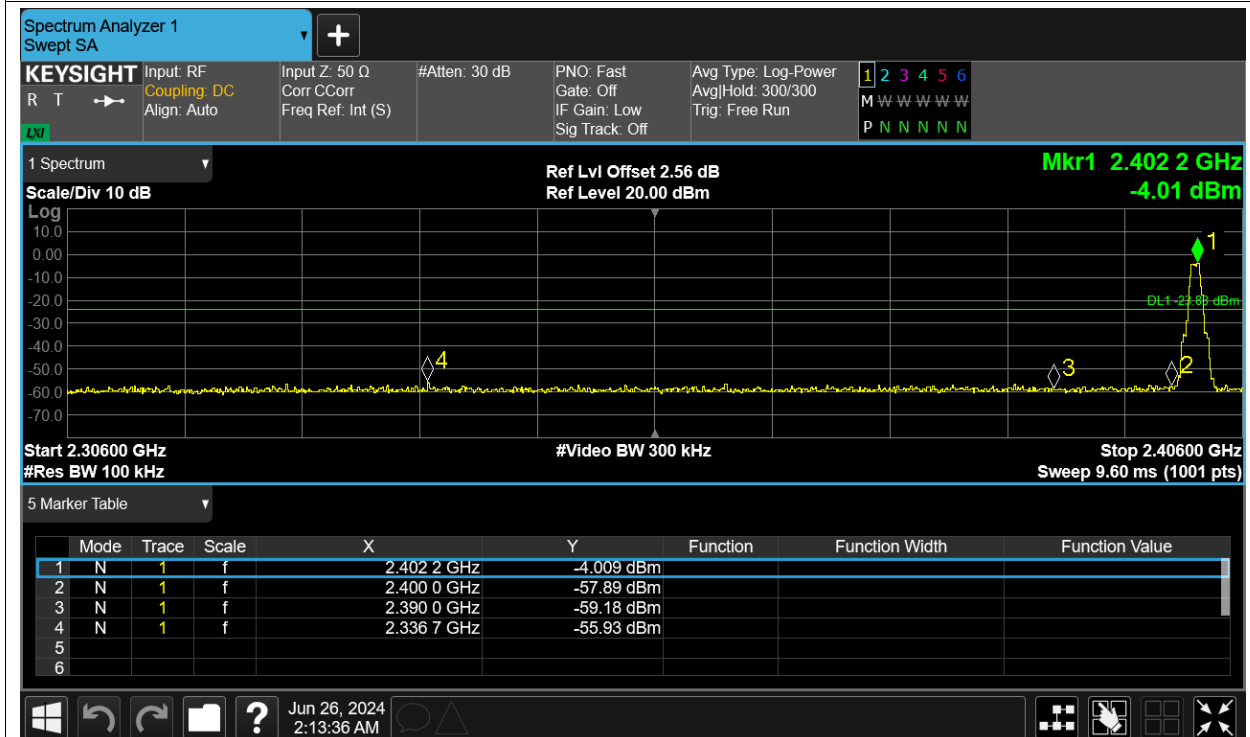 Spectrum Analyzer 1
Swept SA
+
KEYSIGHT
R T
LXI
Input: RF
Coupling: DC
Align: Auto
Input Z: 50 Ω
Corr CCorr
Freq Ref: Int (S)
#Atten: 30 dB
PNO: Fast
Gate: Off
IF Gain: Low
Sig Track: Off
Avg Type: Log-Power
Avg|Hold: 300/300
Trig: Free Run
1 2 3 4 5 6
M W W W W W
P N N N N N N
1 Spectrum
Scale/Div 10 dB
Ref Lvl Offset 2.56 dB
Ref Level 20.00 dBm
Mkr1 2.402 2 GHz
-4.01 dBm
Log
10.0
0.00
-10.0
-20.0
-30.0
-40.0
-50.0
-60.0
-70.0
1
DL1 -23.83 dBm
4
3
2
Start 2.30600 GHz
#Res BW 100 kHz
#Video BW 300 kHz
Stop 2.40600 GHz
Sweep 9.60 ms (1001 pts)
5 Marker Table
Mode Trace Scale X Y Function Function Width Function Value
1 N 1 f 2.402 2 GHz -4.009 dBm
2 N 1 f 2.400 0 GHz -57.89 dBm
3 N 1 f 2.390 0 GHz -59.18 dBm
4 N 1 f 2.336 7 GHz -55.93 dBm
5
6
?
Jun 26, 2024
2:13:36 AM